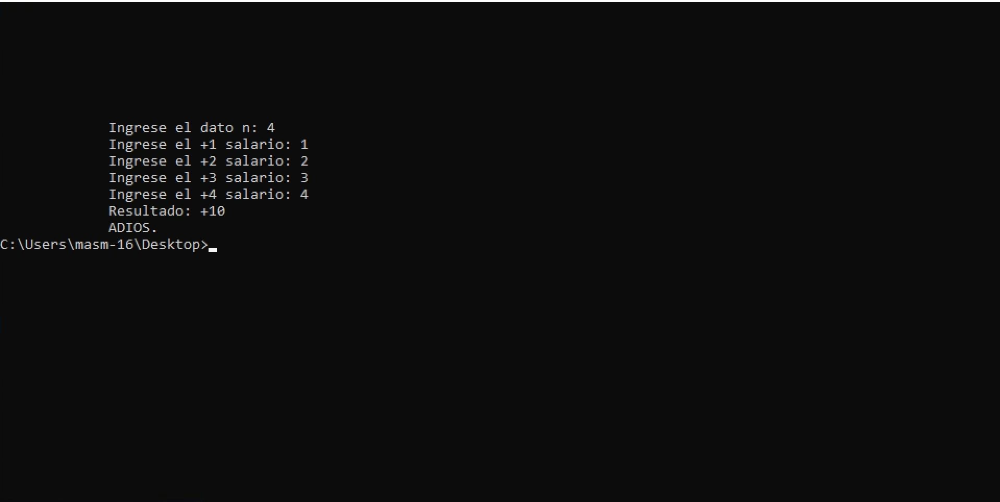 Ingrese el dato n: 4
Ingrese el +1 salario: 1
Ingrese el +2 salario: 2
Ingrese el +3 salario: 3
Ingrese el +4 salario: 4
Resultado: +10
ADIOS.
C:\Users\masm-16\Desktop>